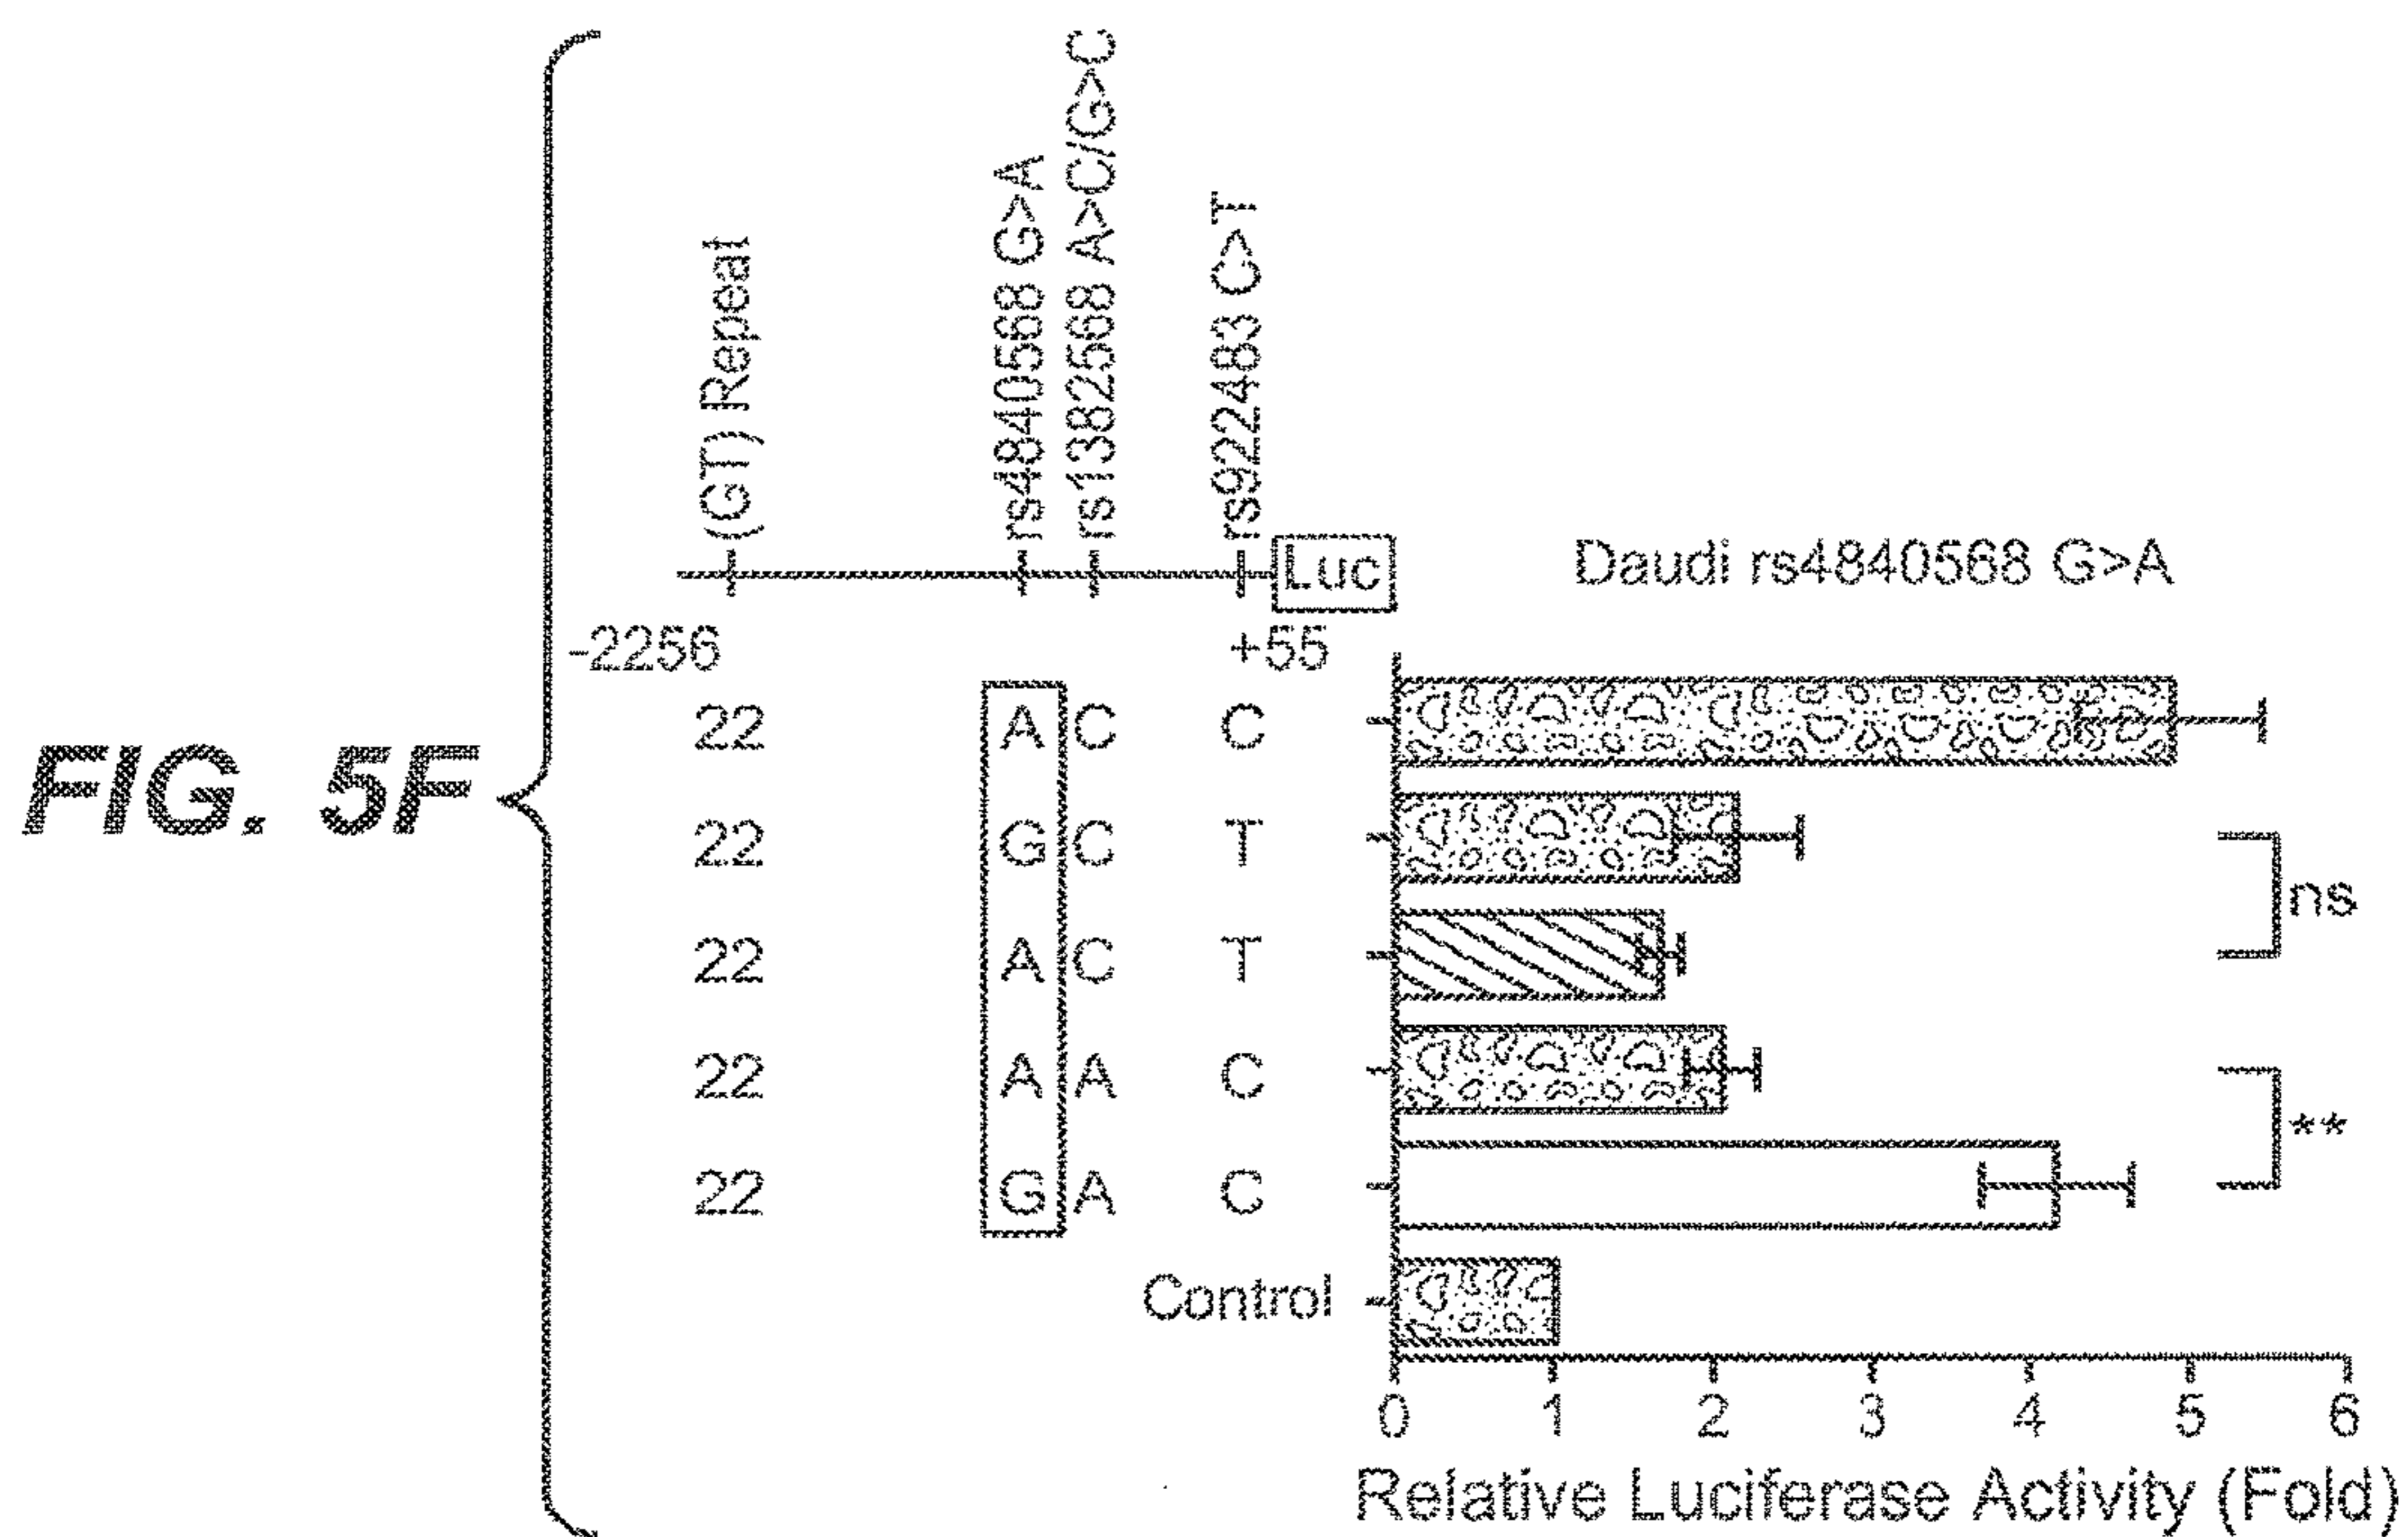 (GT) Repeat
rs4840568 G>A
rs1382568 A>C/G>C
rs922483 C>T
Luc
Daudi rs4840568 G>A
-2256
+55
FIG. 5F
22 A C C
22 G C T
22 A C T
22 A A C
22 G A C
Control
ns
**
0 1 2 3 4 5 6
Relative Luciferase Activity (Fold)